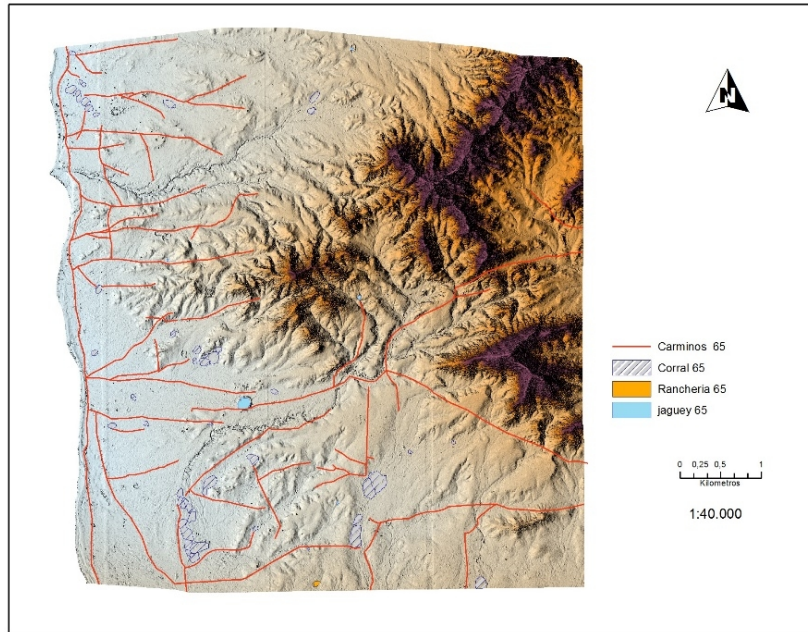 N
Carminos 65
Corral 65
Rancheria 65
jaguey 65
0 0,25 0,5 1
Kilometros
1:40.000